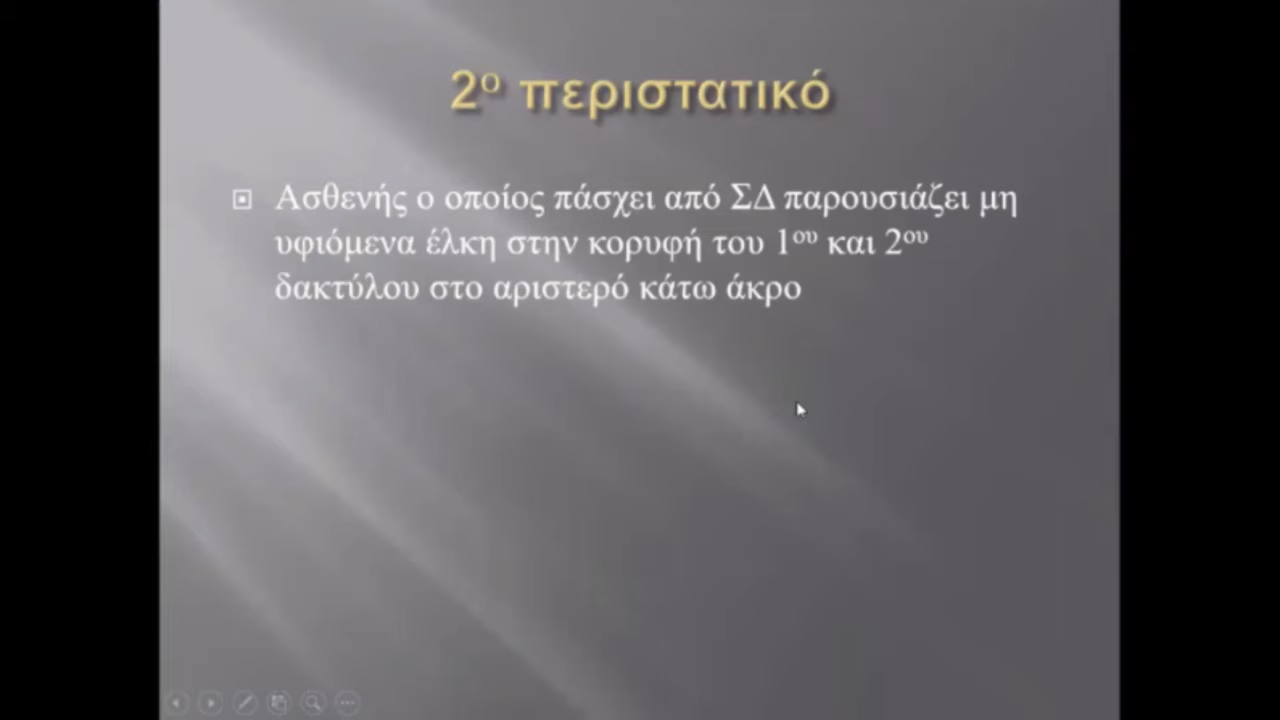 2ο περιστατικό
Ασθενής ο οποίος πάσχει από ΣΔ παρουσιάζει μη
υφιόμενα έλκη στην κορυφή του 1ου και 2ου
δακτύλου στο αριστερό κάτω άκρο